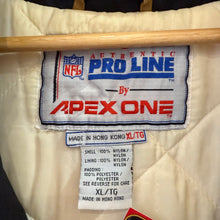 AUTHENTIC
NFL PRO LINE
™
By
APEX ONE
MADE IN HONG KONG XL/TG
SHELL :100% NYLON/
NYLON
LINING :100% NYLON/
NYLON
PADDING :
100% POLYESTER
SEE REVERSE FOR CARE
XL/TG
MADE IN HONG KONG